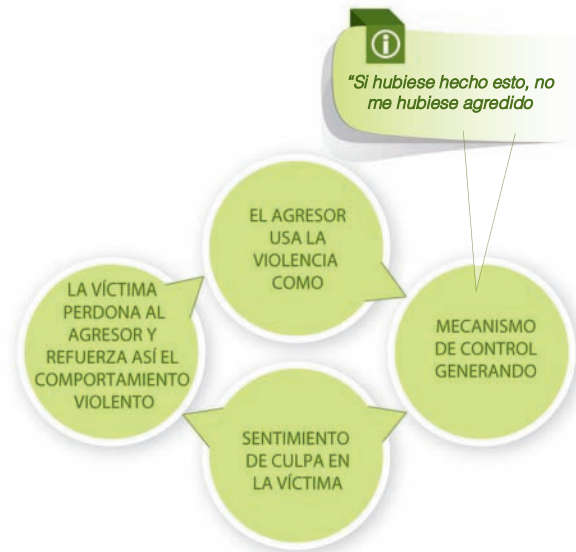 "Si hubiese hecho esto, no
me hubiese agredido
EL AGRESOR
USA LA
VIOLENCIA
COMO
MECANISMO
DE CONTROL
GENERANDO
SENTIMIENTO
DE CULPA EN
LA VÍCTIMA
LA VÍCTIMA
PERDONA AL
AGRESOR Y
REFUERZA ASÍ EL
COMPORTAMIENTO
VIOLENTO